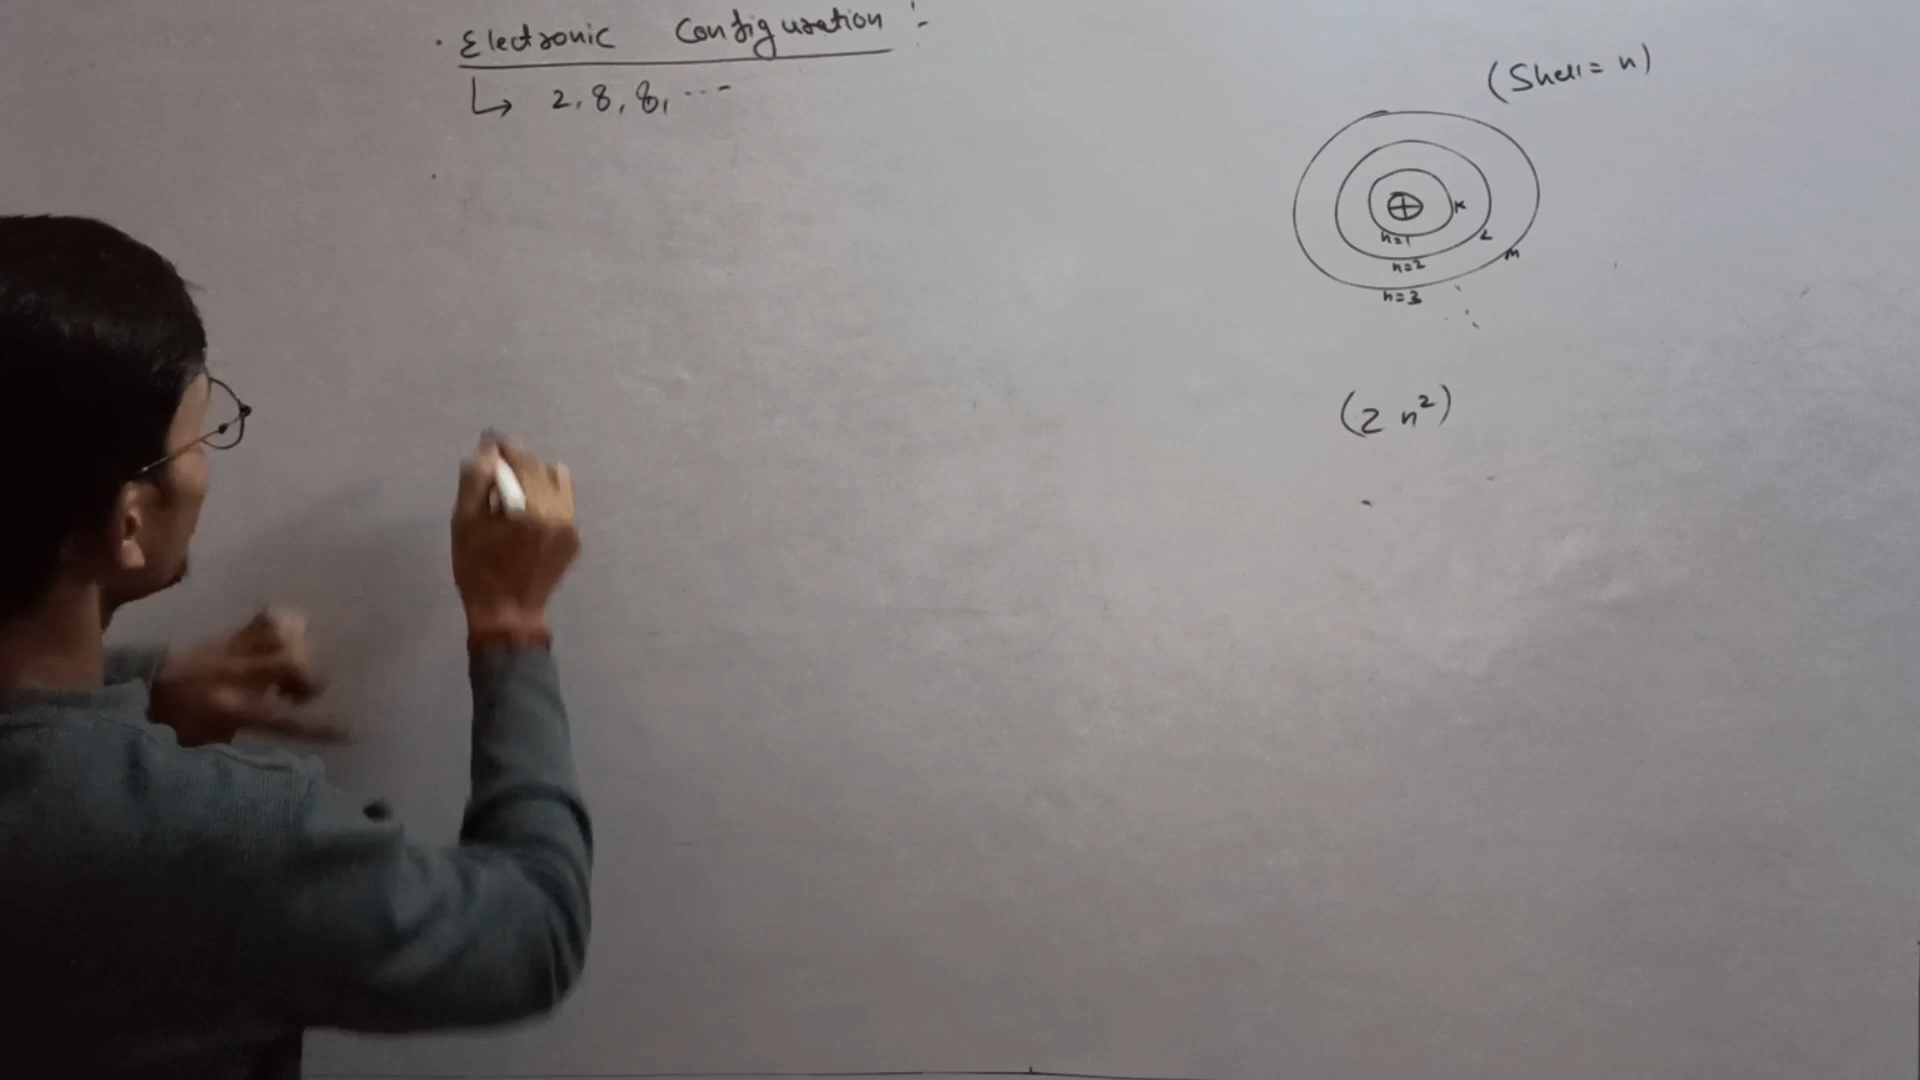 · Electronic Configuration :-
↳ 2, 8, 8, ---
(Shell = n)
K
n=1
L
n=2
M
n=3
(2 n²)